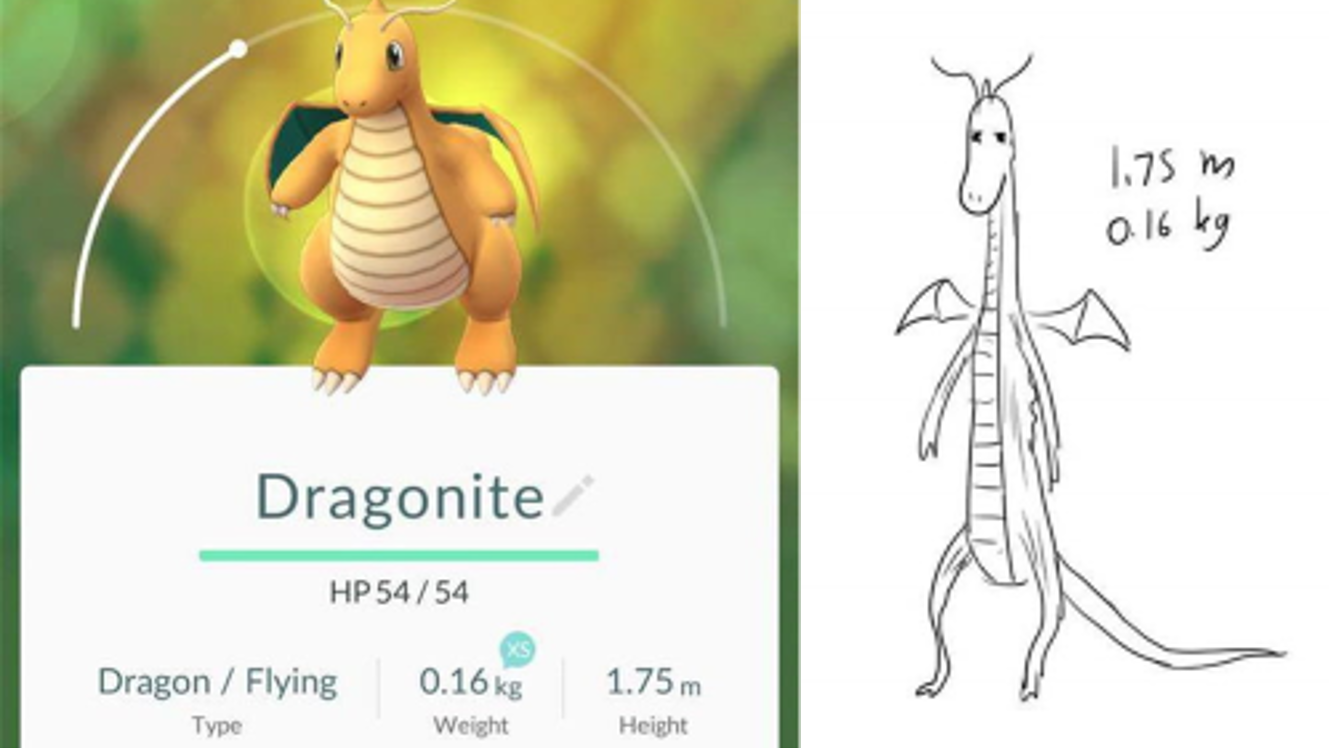 Dragonite
HP 54 / 54
XS
Dragon / Flying
0.16 kg
1.75 m
Type
Weight
Height
1.75 m
0.16 kg